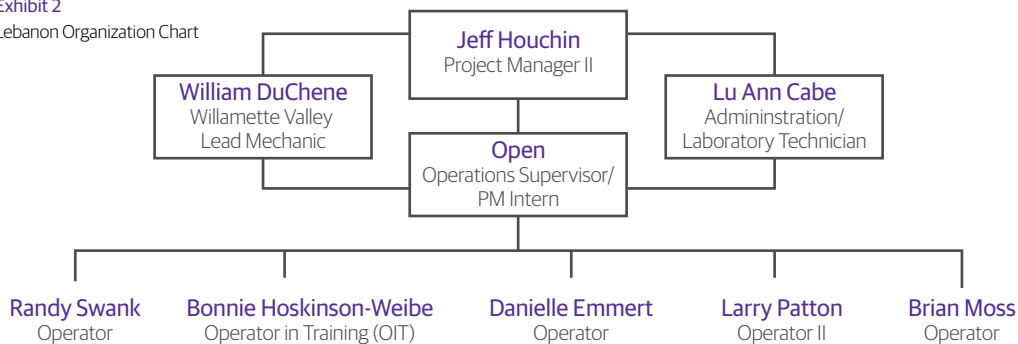 Exhibit 2
Lebanon Organization Chart
Jeff Houchin
Project Manager II
William DuChene
Willamette Valley
Lead Mechanic
Lu Ann Cabe
Admininstration/
Laboratory Technician
Open
Operations Supervisor/
PM Intern
Randy Swank
Operator
Bonnie Hoskinson-Weibe
Operator in Training (OIT)
Danielle Emmert
Operator
Larry Patton
Operator II
Brian Moss
Operator